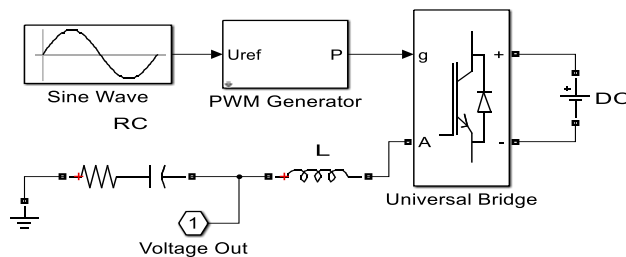 Uref
P
g
+
A
-
+
DC
Sine Wave
PWM Generator
RC
L
Universal Bridge
1
Voltage Out